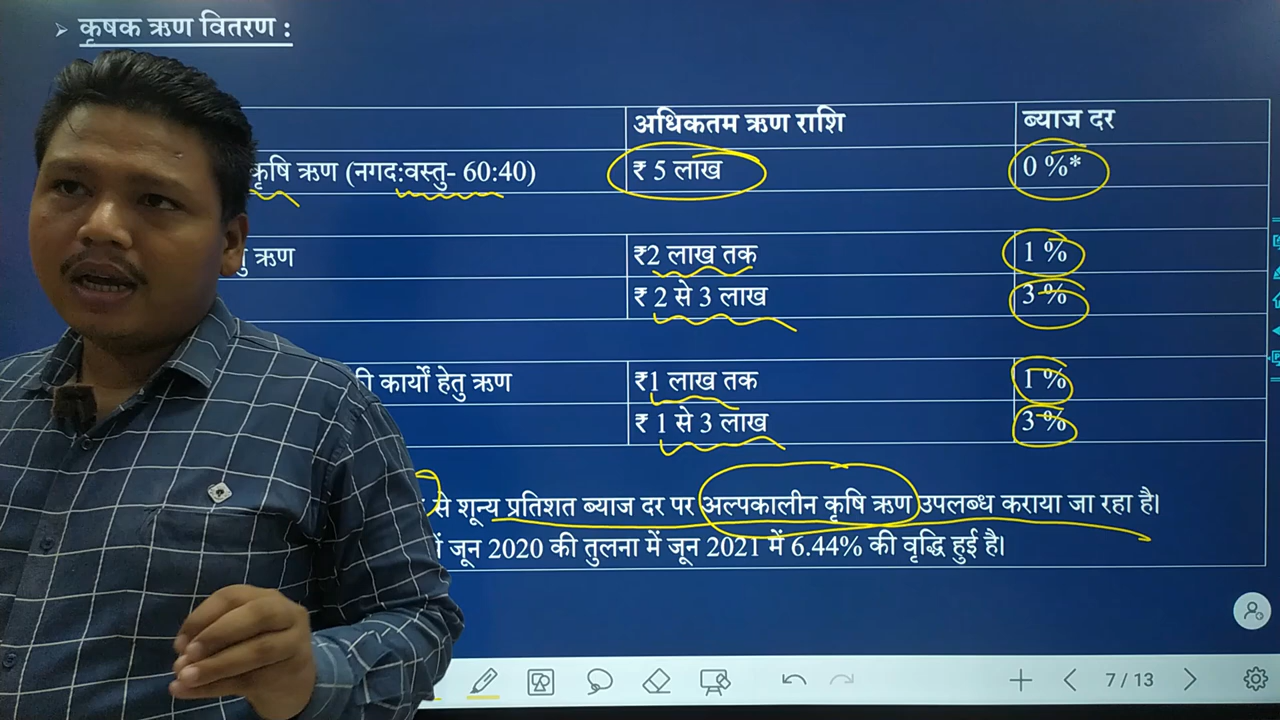 ➢ कृषक ऋण वितरण :
अधिकतम ऋण राशि ब्याज दर
कृषि ऋण (नगद:वस्तु- 60:40) ₹ 5 लाख 0 %*
ऋण ₹2 लाख तक 1 %
₹ 2 से 3 लाख 3 %
कार्यों हेतु ऋण ₹1 लाख तक 1 %
₹ 1 से 3 लाख 3 %
से शून्य प्रतिशत ब्याज दर पर अल्पकालीन कृषि ऋण उपलब्ध कराया जा रहा है।
जून 2020 की तुलना में जून 2021 में 6.44% की वृद्धि हुई है।
7 / 13